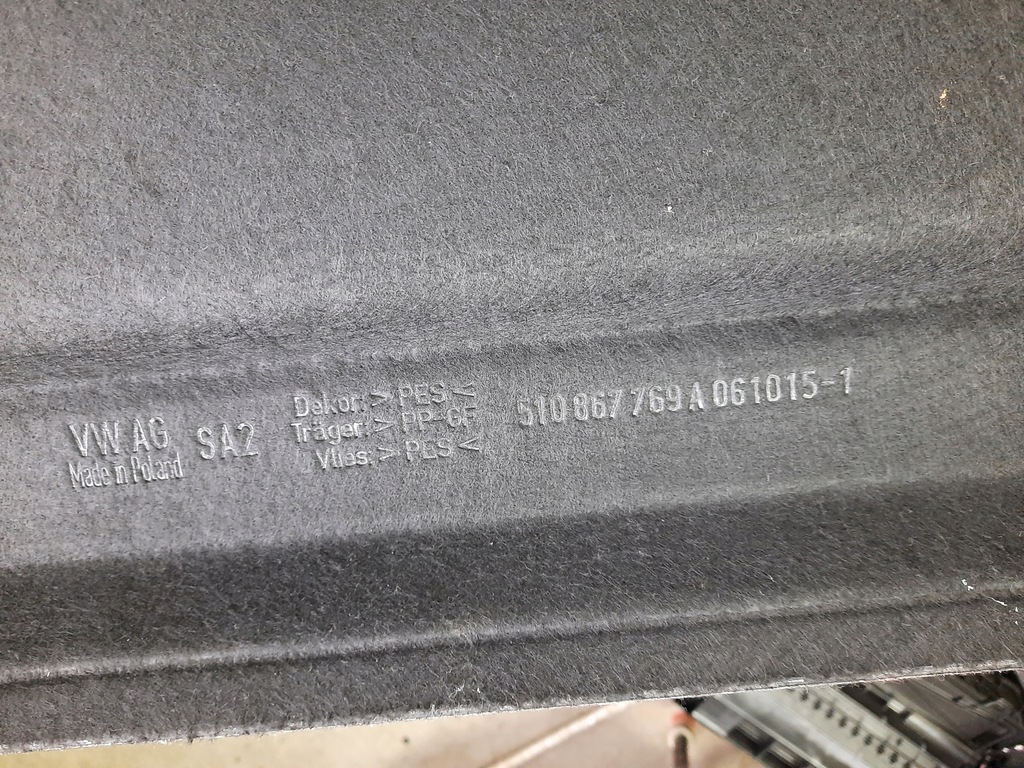 VW AG
Made in Poland
SA2
Dekor: > PES <
Träger: > PP-GF <
Vlies: > PES <
510 867 769 A 061015-1